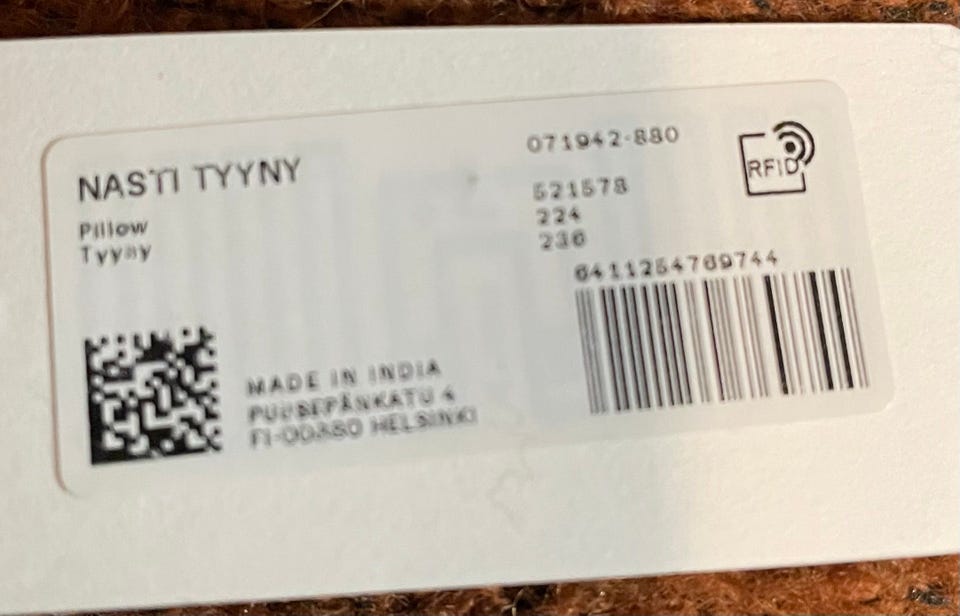 NASTI TYYNY
Pillow
Tyyny
071942-880
521578
224
236
RFID
6411254769744
MADE IN INDIA
PUUSEPÄNKATU 4
FI-00880 HELSINKI